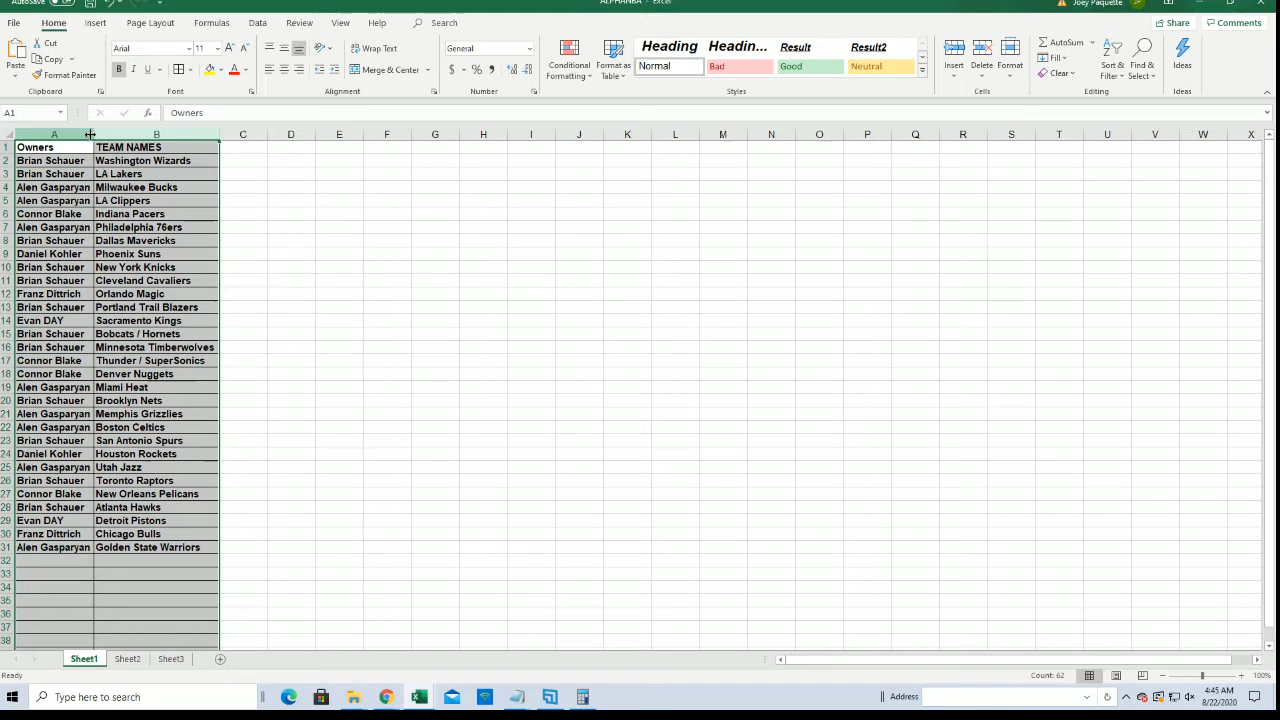 AutoSave Off ALPHANBA - Excel Joey Paquette JP
File Home Insert Page Layout Formulas Data Review View Help Search Share Comments
Paste Cut Copy Format Painter Clipboard
Arial 11 A A B I U A Font
Wrap Text Merge & Center Alignment
General $ % , Number
Conditional Formatting Format as Table
Heading Headin... Result Result2
Normal Bad Good Neutral
Styles
Insert Delete Format Cells
AutoSum Fill Clear Sort & Filter Find & Select Editing
Ideas Ideas
A1 fx Owners
A B C D E F G H I J K L M N O P Q R S T U V W X
1 Owners TEAM NAMES
2 Brian Schauer Washington Wizards
3 Brian Schauer LA Lakers
4 Alen Gasparyan Milwaukee Bucks
5 Alen Gasparyan LA Clippers
6 Connor Blake Indiana Pacers
7 Alen Gasparyan Philadelphia 76ers
8 Brian Schauer Dallas Mavericks
9 Daniel Kohler Phoenix Suns
10 Brian Schauer New York Knicks
11 Brian Schauer Cleveland Cavaliers
12 Franz Dittrich Orlando Magic
13 Brian Schauer Portland Trail Blazers
14 Evan DAY Sacramento Kings
15 Brian Schauer Bobcats / Hornets
16 Brian Schauer Minnesota Timberwolves
17 Connor Blake Thunder / SuperSonics
18 Connor Blake Denver Nuggets
19 Alen Gasparyan Miami Heat
20 Brian Schauer Brooklyn Nets
21 Alen Gasparyan Memphis Grizzlies
22 Alen Gasparyan Boston Celtics
23 Brian Schauer San Antonio Spurs
24 Daniel Kohler Houston Rockets
25 Alen Gasparyan Utah Jazz
26 Brian Schauer Toronto Raptors
27 Connor Blake New Orleans Pelicans
28 Brian Schauer Atlanta Hawks
29 Evan DAY Detroit Pistons
30 Franz Dittrich Chicago Bulls
31 Alen Gasparyan Golden State Warriors
32
33
34
35
36
37
38
Sheet1 Sheet2 Sheet3
Ready Count: 62 100%
Type here to search Address 4:45 AM
8/22/2020